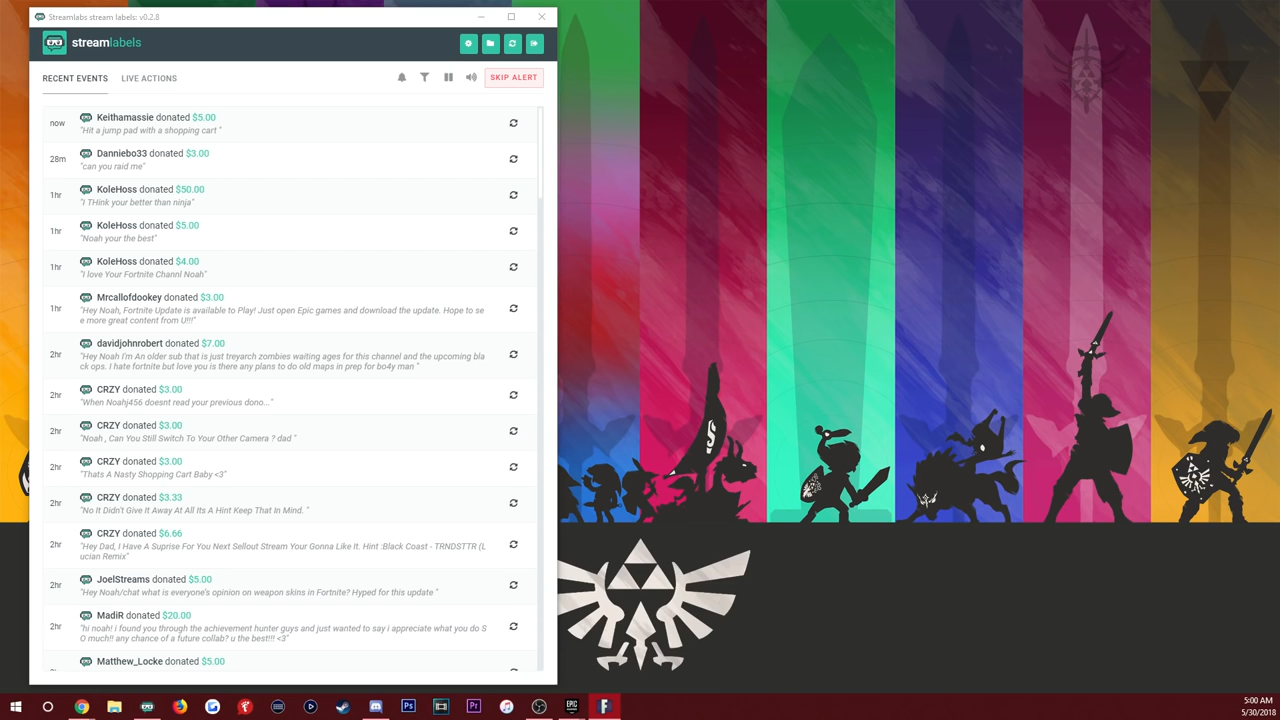 Streamlabs stream labels: v0.2.8
streamlabels
RECENT EVENTS
LIVE ACTIONS
SKIP ALERT
now
Keithamassie donated $5.00
"Hit a jump pad with a shopping cart "
28m
Danniebo33 donated $3.00
"can you raid me"
1hr
KoleHoss donated $50.00
"I THink your better than ninja"
1hr
KoleHoss donated $5.00
"Noah your the best"
1hr
KoleHoss donated $4.00
"I love Your Fortnite Channl Noah"
1hr
Mrcallofdookey donated $3.00
"Hey Noah, Fortnite Update is available to Play! Just open Epic games and download the update. Hope to se
e more great content from U!!!"
2hr
davidjohnrobert donated $7.00
"Hey Noah I'm An older sub that is just treyarch zombies waiting ages for this channel and the upcoming bla
ck ops. I hate fortnite but love you is there any plans to do old maps in prep for bo4y man "
2hr
CRZY donated $3.00
"When Noahj456 doesnt read your previous dono..."
2hr
CRZY donated $3.00
"Noah , Can You Still Switch To Your Other Camera ? dad "
2hr
CRZY donated $3.00
"Thats A Nasty Shopping Cart Baby <3"
2hr
CRZY donated $3.33
"No It Didn't Give It Away At All Its A Hint Keep That In Mind. "
2hr
CRZY donated $6.66
"Hey Dad, I Have A Suprise For You Next Sellout Stream Your Gonna Like It. Hint :Black Coast - TRNDSTTR (L
ucian Remix"
2hr
JoelStreams donated $5.00
"Hey Noah/chat what is everyone's opinion on weapon skins in Fortnite? Hyped for this update "
2hr
MadiR donated $20.00
"hi noah! i found you through the achievement hunter guys and just wanted to say i appreciate what you do S
O much!! any chance of a future collab? u the best!!! <3"
Matthew_Locke donated $5.00
Ps
Pr
EPIC
F
5:00 AM
5/30/2018